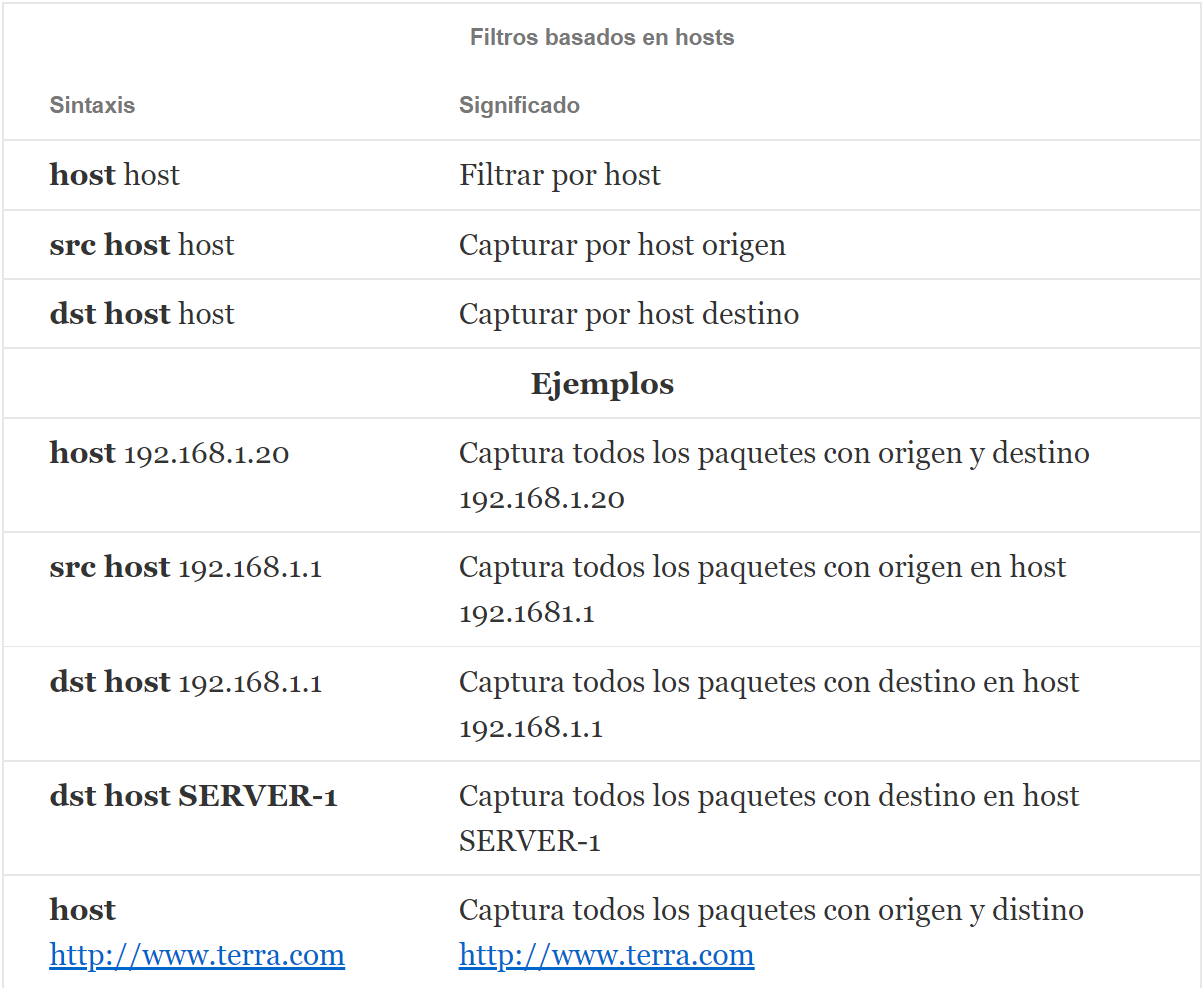 Filtros basados en hosts
Sintaxis Significado
host host Filtrar por host
src host host Capturar por host origen
dst host host Capturar por host destino
Ejemplos
host 192.168.1.20 Captura todos los paquetes con origen y destino
192.168.1.20
src host 192.168.1.1 Captura todos los paquetes con origen en host
192.1681.1
dst host 192.168.1.1 Captura todos los paquetes con destino en host
192.168.1.1
dst host SERVER-1 Captura todos los paquetes con destino en host
SERVER-1
host Captura todos los paquetes con origen y distino
http://www.terra.com http://www.terra.com